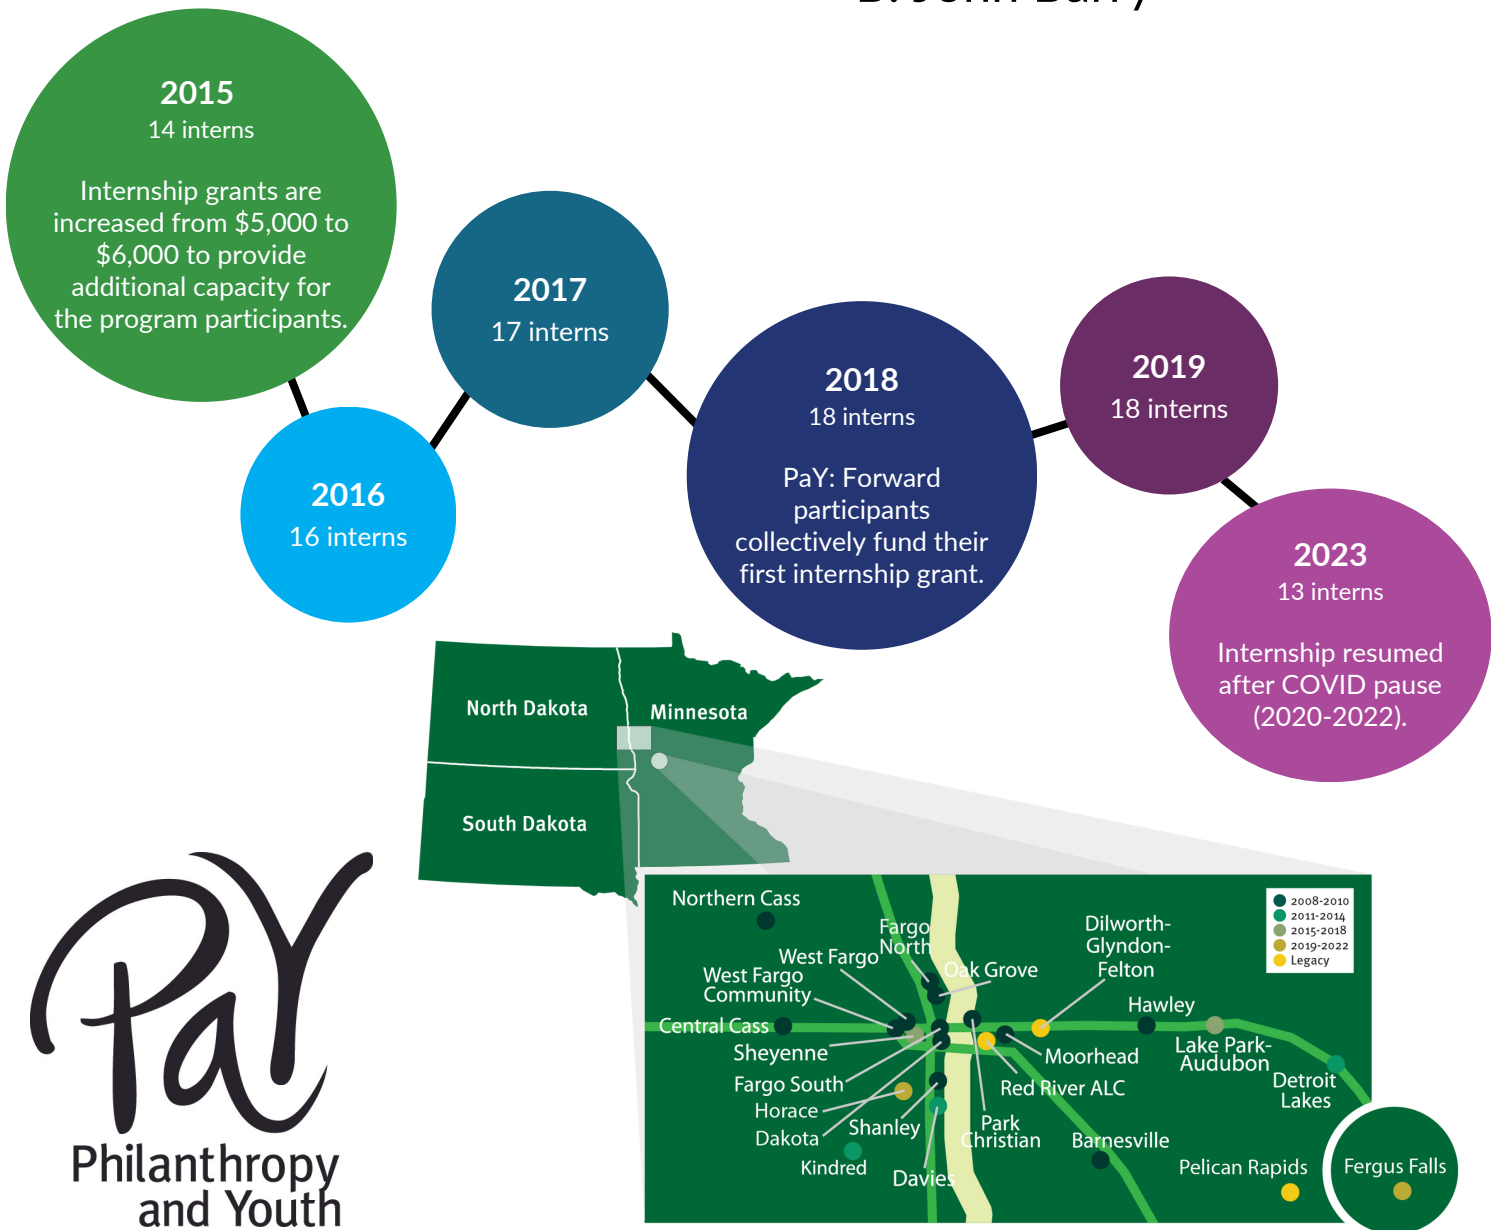 B. John Barry
2015
14 interns
Internship grants are
increased from $5,000 to
$6,000 to provide
additional capacity for
the program participants.
2016
16 interns
2017
17 interns
2018
18 interns
PaY: Forward
participants
collectively fund their
first internship grant.
2019
18 interns
2023
13 interns
Internship resumed
after COVID pause
(2020-2022).
North Dakota
Minnesota
South Dakota
PaY
Philanthropy
and Youth
Northern Cass
Fargo
North
West Fargo
Oak Grove
West Fargo
Community
Central Cass
Sheyenne
Fargo South
Horace
Dakota
Shanley
Kindred
Davies
Park
Christian
Red River ALC
Moorhead
Dilworth-
Glyndon-
Felton
Hawley
Lake Park-
Audubon
Detroit
Lakes
Barnesville
Pelican Rapids
Fergus Falls
2008-2010
2011-2014
2015-2018
2019-2022
Legacy